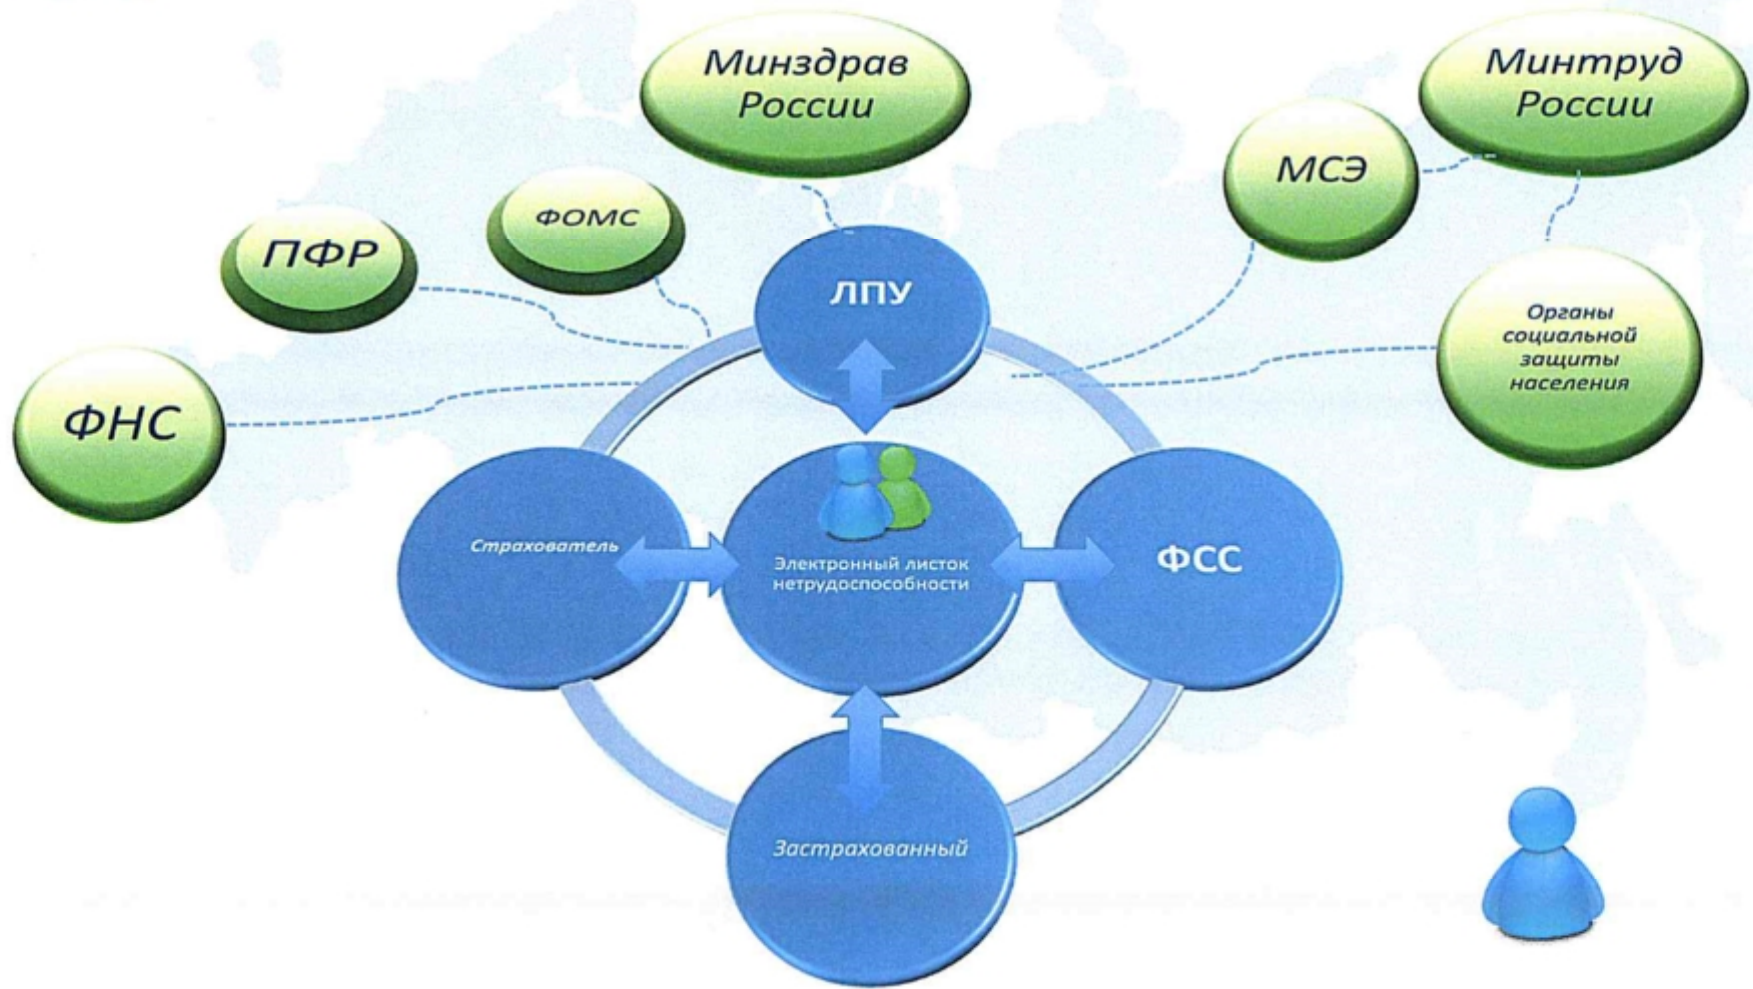 Минздрав
России
Минтруд
России
МСЭ
ФОМС
ПФР
ЛПУ
Органы
социальной
защиты
населения
ФНС
Страхователь
Электронный листок
нетрудоспособности
ФСС
Застрахованный